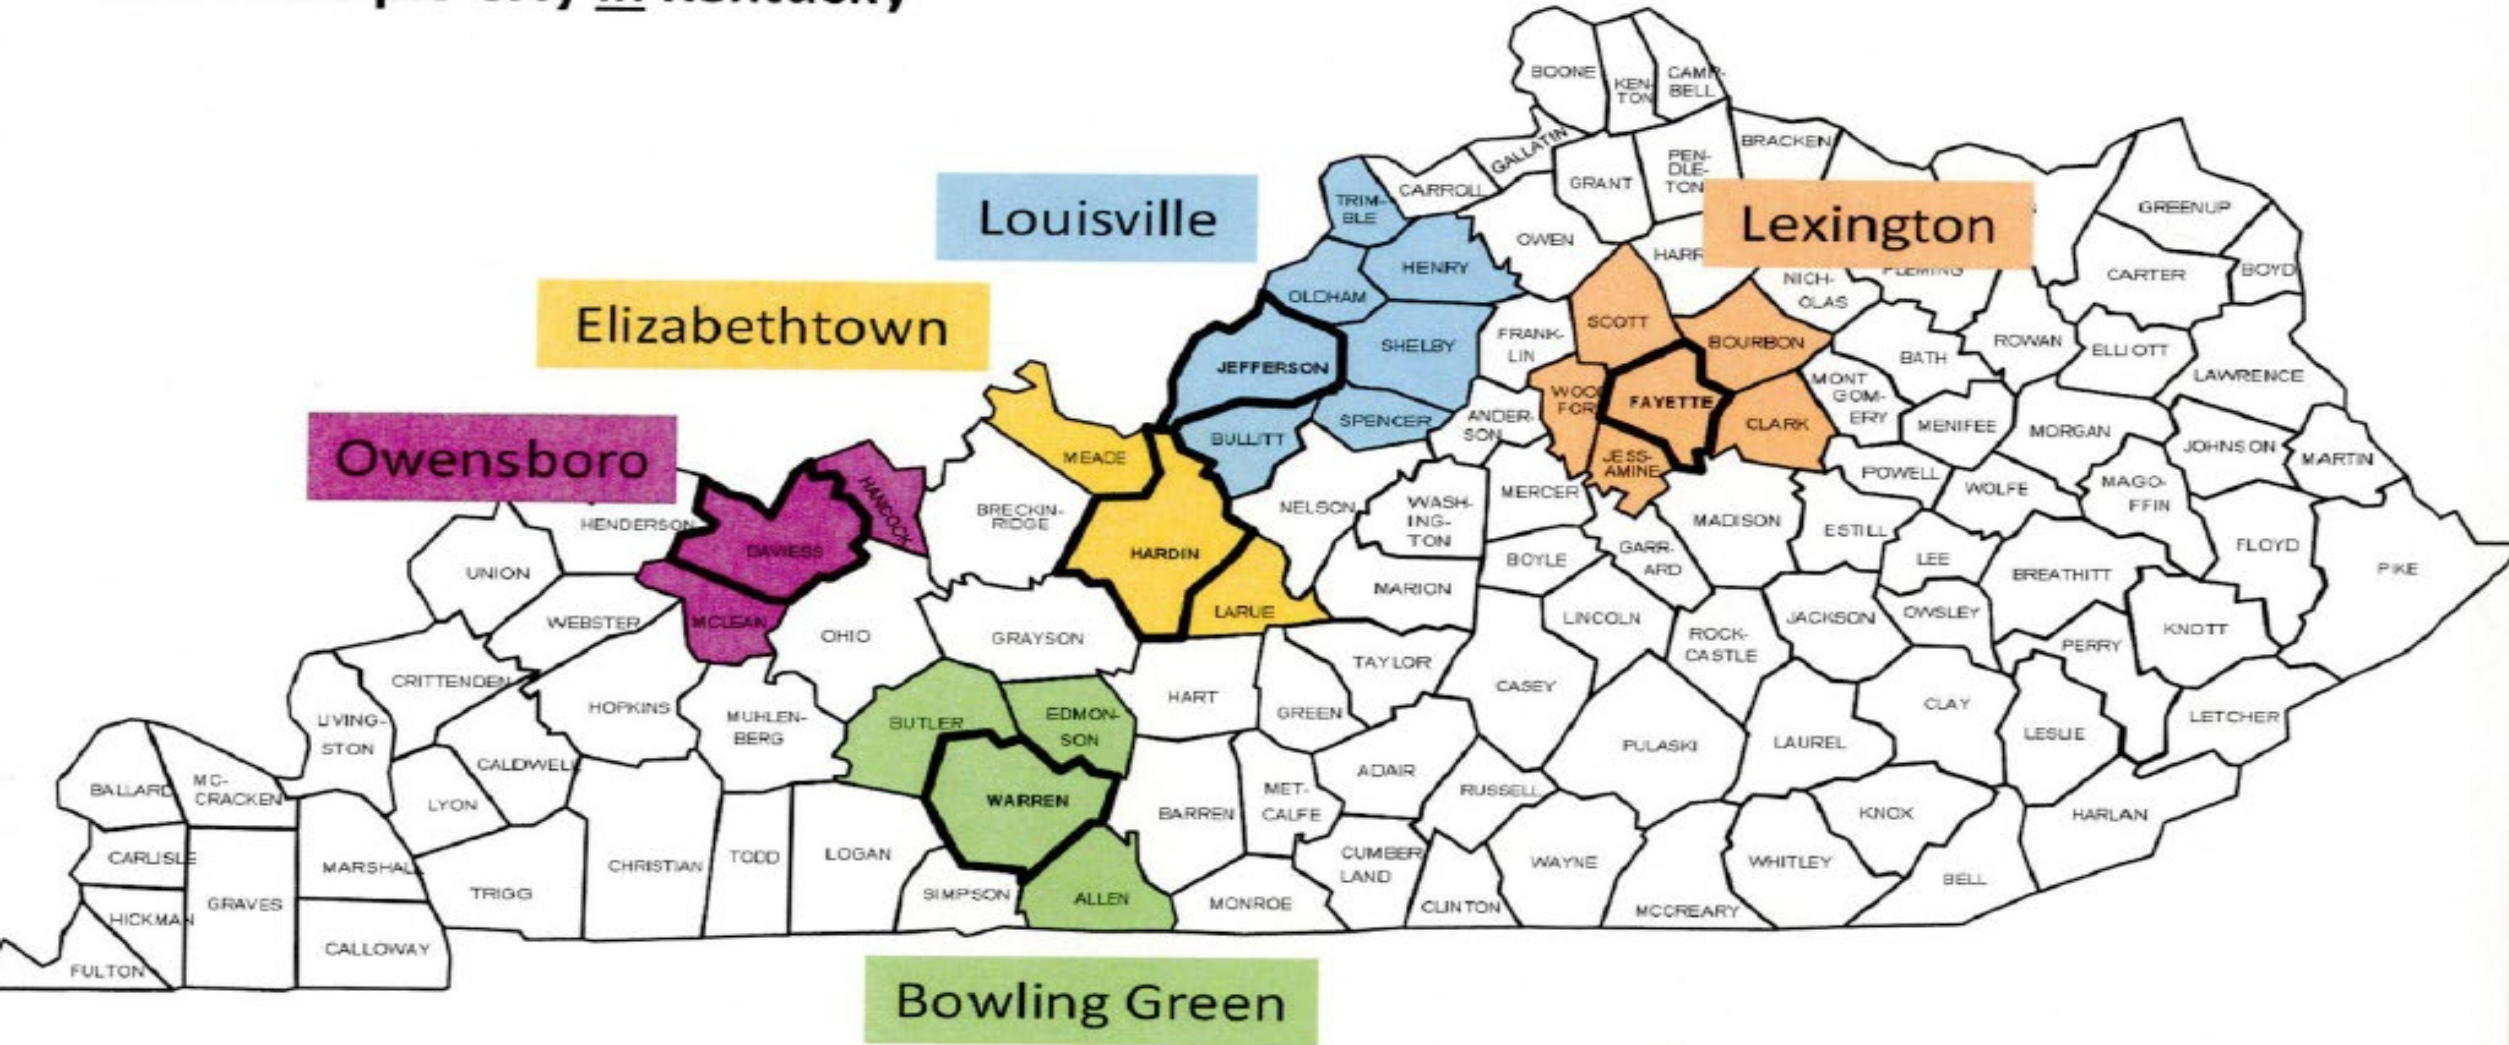 in Kentucky
BOONE
KEN-
TON
CAMP-
BELL
GALLATIN
BRACKEN
PEN-
DLE-
TON
GRANT
CARROLL
TRIM-
BLE
Louisville
Lexington
GREENUP
OWEN
HENRY
HARR
NICH-
OLAS
FLEMING
CARTER
BOYD
OLDHAM
Elizabethtown
SCOTT
BOURBON
FRANK-
LIN
SHELBY
JEFFERSON
BATH
ROWAN
ELLIOTT
LAWRENCE
WOOD
FOR
FAYETTE
MONT
GOM-
ERY
CLARK
ANDER-
SON
SPENCER
BULLITT
MENIFEE
MORGAN
JOHNSON
MARTIN
Owensboro
MEADE
HANCOCK
JESS-
AMINE
POWELL
WOLFE
MAGO-
FFIN
MERCER
NELSON
WASH-
ING-
TON
BRECKIN-
RIDGE
HENDERSON
DAVIESS
HARDIN
MADISON
ESTILL
FLOYD
PIKE
BOYLE
GARR-
ARD
LEE
BREATHITT
UNION
MARION
LARUE
WEBSTER
MCLEAN
OHIO
GRAYSON
LINCOLN
ROCK-
CASTLE
JACKSON
OWSLEY
PERRY
KNOTT
TAYLOR
CRITTENDEN
HOPKINS
MUHLEN-
BERG
BUTLER
EDMON-
SON
HART
GREEN
CASEY
CLAY
LESLIE
LETCHER
LIVING-
STON
CALDWELL
PULASKI
LAUREL
ADAIR
RUSSELL
BALLARD
MC-
CRACKEN
LYON
WARREN
BARREN
MET-
CALFE
KNOX
HARLAN
CARLISLE
MARSHALL
CHRISTIAN
TODD
LOGAN
CUMBER
LAND
WAYNE
WHITLEY
BELL
GRAVES
TRIGG
SIMPSON
ALLEN
MONROE
CLINTON
MCCREARY
HICKMAN
CALLOWAY
FULTON
Bowling Green